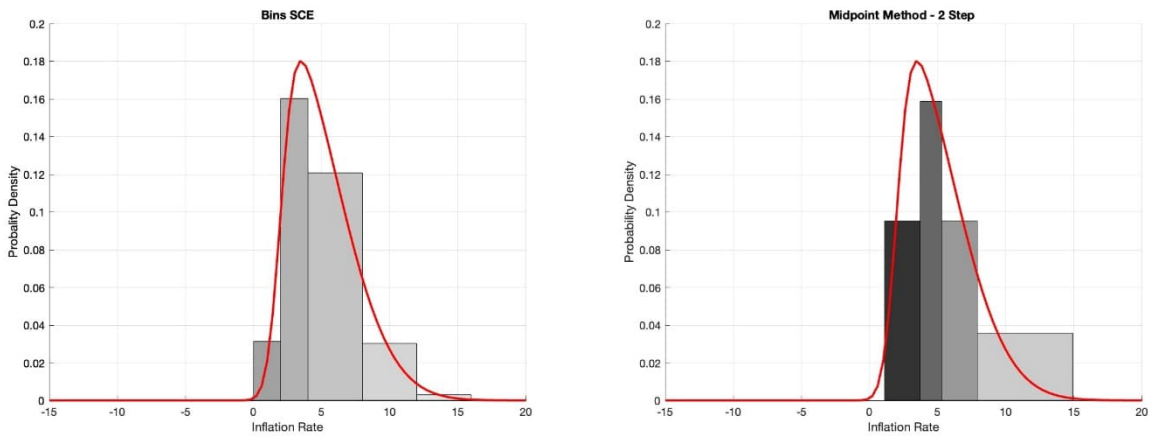 Bins SCE
0.2
0.18
0.16
0.14
0.12
0.1
0.08
0.06
0.04
0.02
0
Probality Density
-15 -10 -5 0 5 10 15 20
Inflation Rate
Midpoint Method - 2 Step
0.2
0.18
0.16
0.14
0.12
0.1
0.08
0.06
0.04
0.02
0
Probability Density
-15 -10 -5 0 5 10 15 20
Inflation Rate